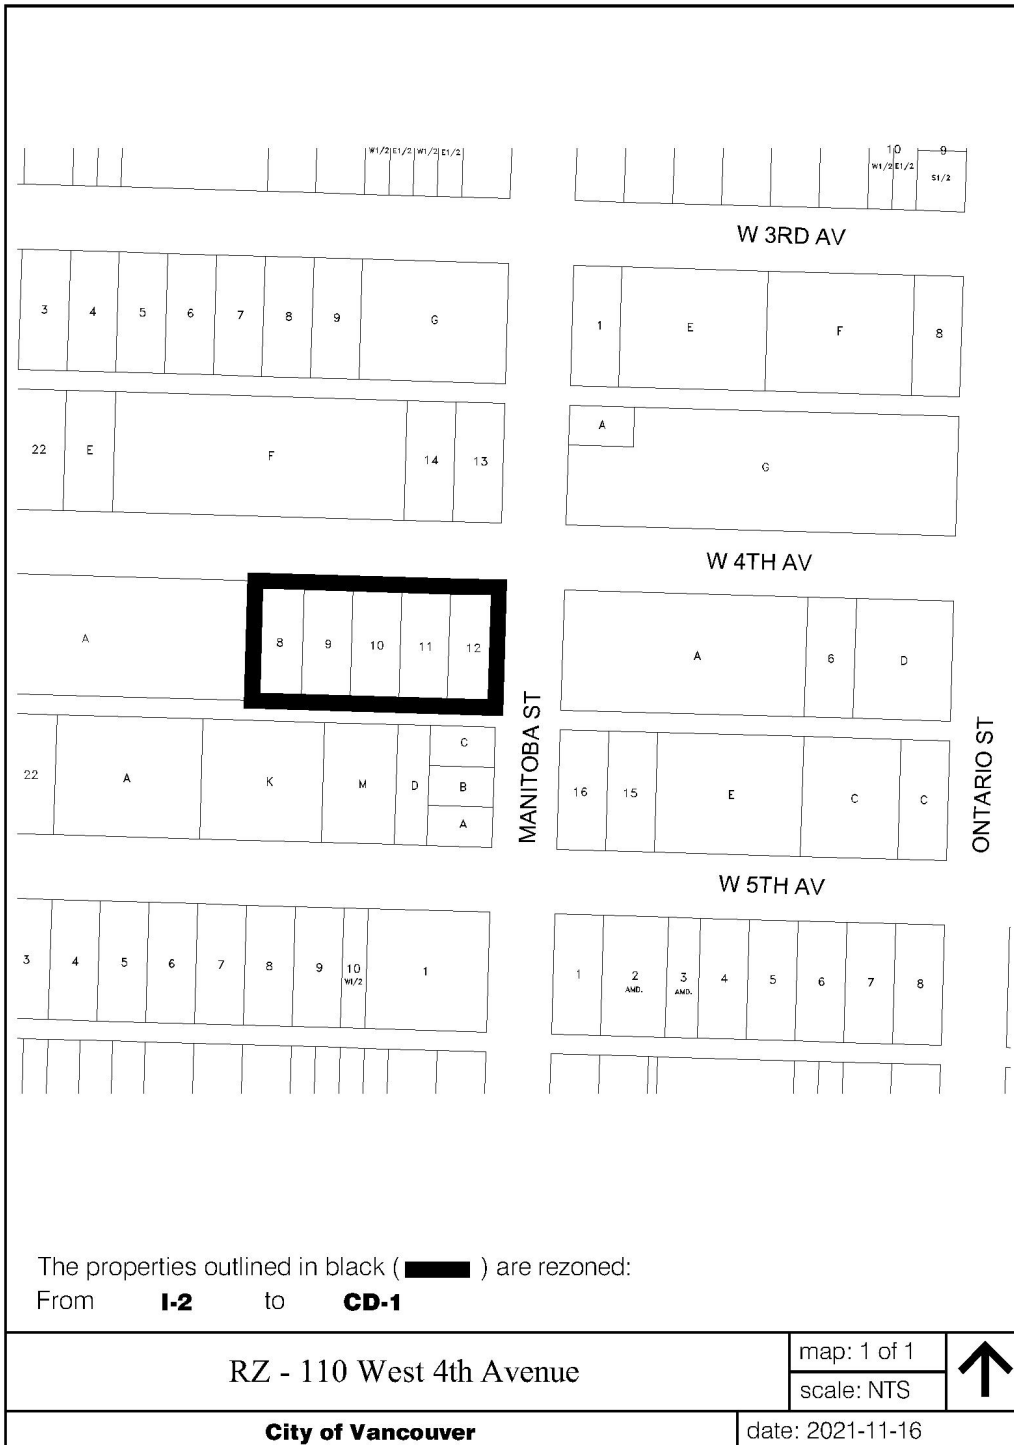 W1/2 E1/2 W1/2 E1/2
10
W1/2 E1/2
9
S1/2
W 3RD AV
3 4 5 6 7 8 9 G
1 E F 8
22 E F 14 13
A
G
W 4TH AV
A 8 9 10 11 12
A 6 D
MANITOBA ST
ONTARIO ST
22 A K M D
C
B
A
16 15 E C C
W 5TH AV
3 4 5 6 7 8 9 10 1
W1/2
1 2 3 4 5 6 7 8
AMD. AMD.
The properties outlined in black ( ) are rezoned:
From I-2 to CD-1
RZ - 110 West 4th Avenue
map: 1 of 1
scale: NTS
City of Vancouver
date: 2021-11-16